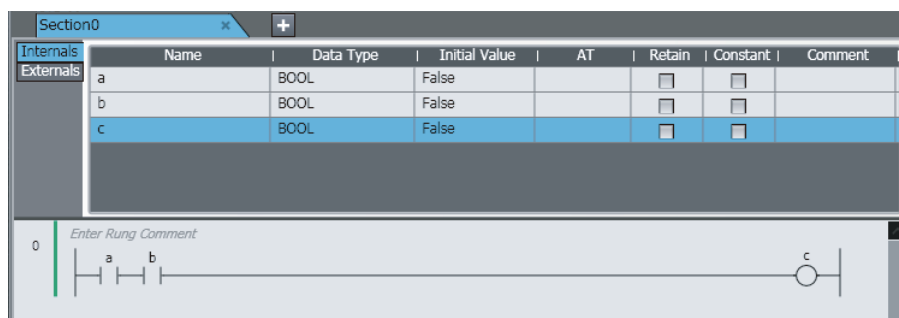 Section0 × +
Internals
Externals
Name Data Type Initial Value AT Retain Constant Comment
a BOOL False
b BOOL False
c BOOL False
0 Enter Rung Comment
a b c